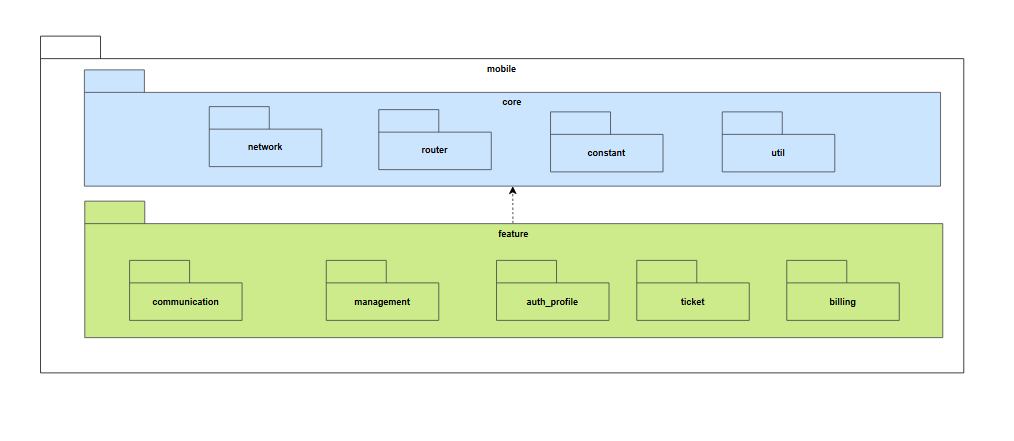 mobile
core
network
router
constant
util
feature
communication
management
auth_profile
ticket
billing